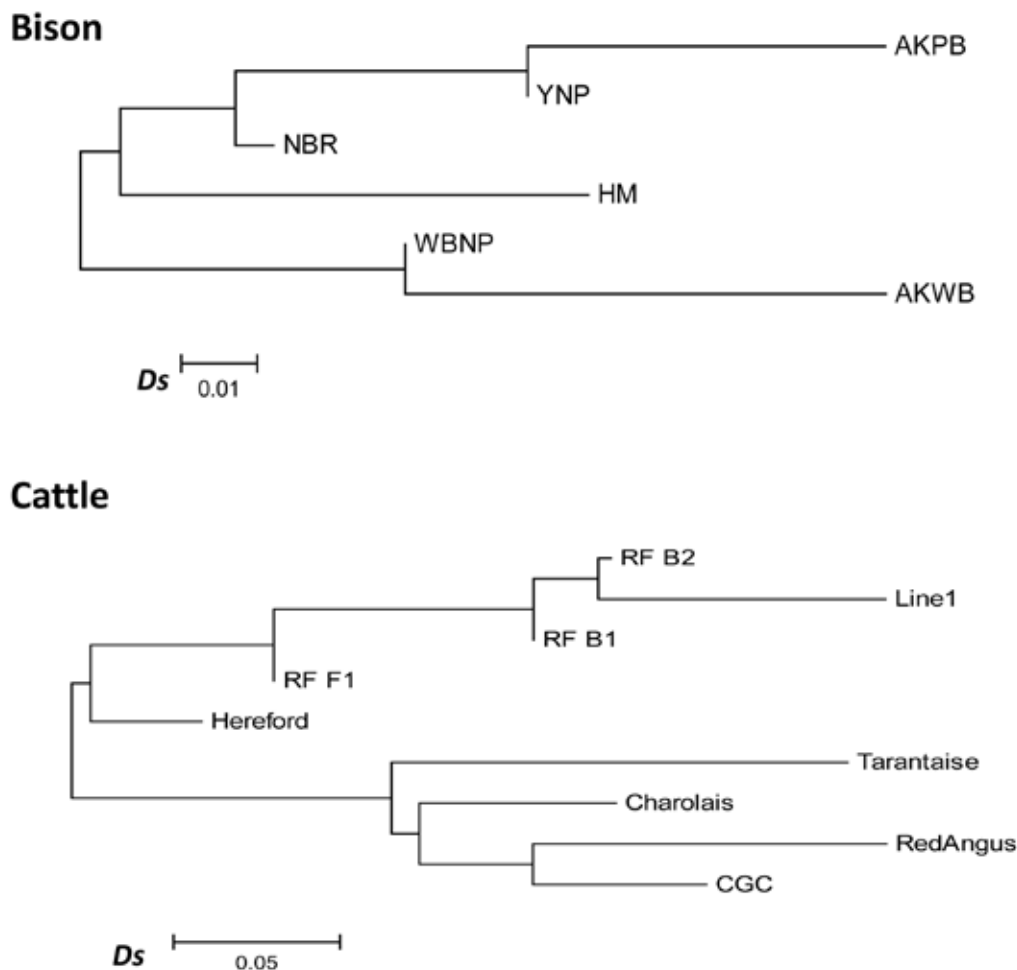 Bison
AKPB
YNP
NBR
HM
WBNP
AKWB
Ds
0.01
Cattle
RF B2
Line1
RF B1
RF F1
Hereford
Tarantaise
Charolais
RedAngus
CGC
Ds
0.05